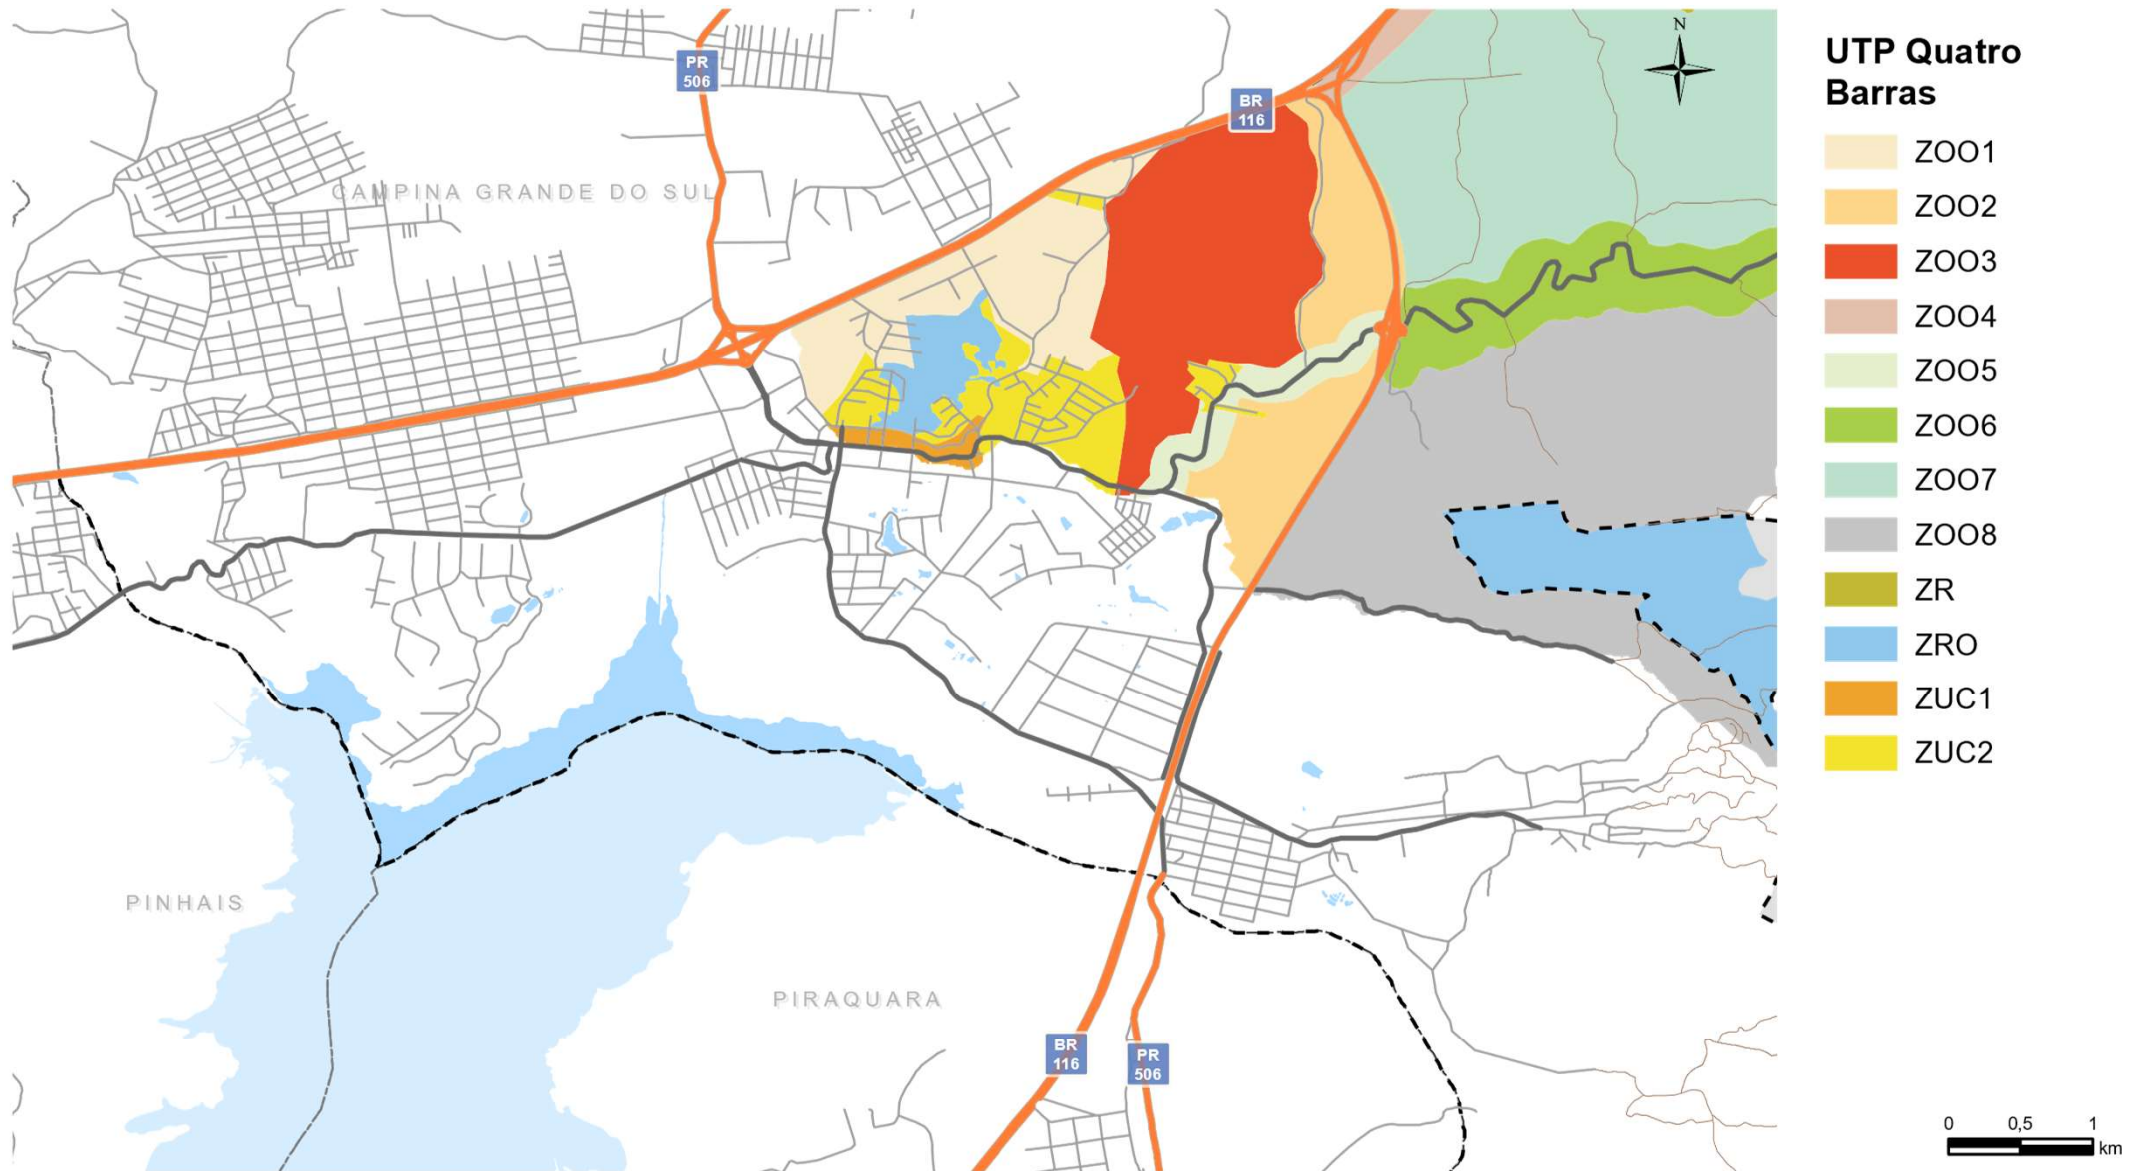 UTP Quatro
Barras
ZOO1
ZOO2
ZOO3
ZOO4
ZOO5
ZOO6
ZOO7
ZOO8
ZR
ZRO
ZUC1
ZUC2
N
PR
506
BR
116
CAMPINA GRANDE DO SUL
PINHAIS
PIRAQUARA
BR
116
PR
506
0 0,5 1
km